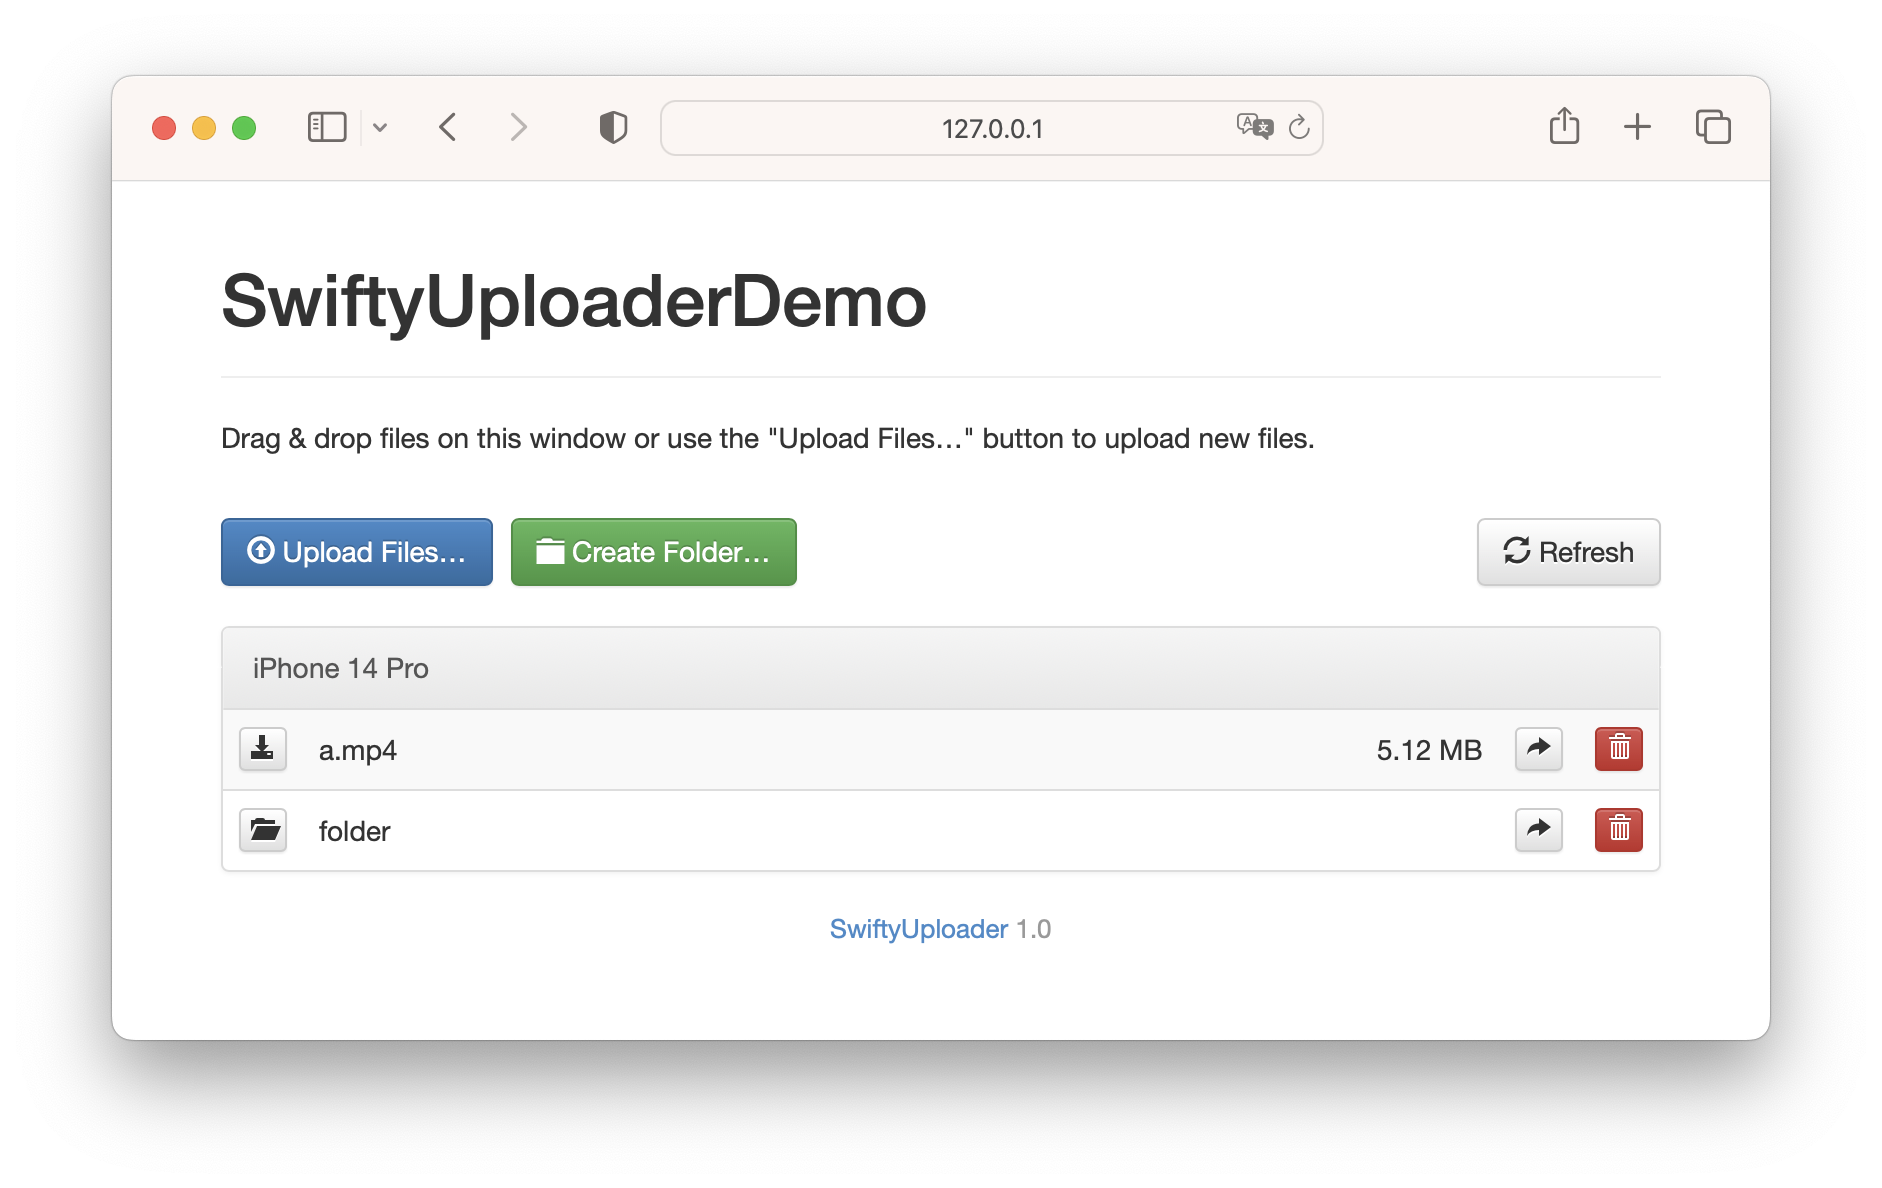 127.0.0.1
SwiftyUploaderDemo
Drag & drop files on this window or use the "Upload Files…" button to upload new files.
Upload Files…
Create Folder…
Refresh
iPhone 14 Pro
a.mp4 5.12 MB
folder
SwiftyUploader 1.0